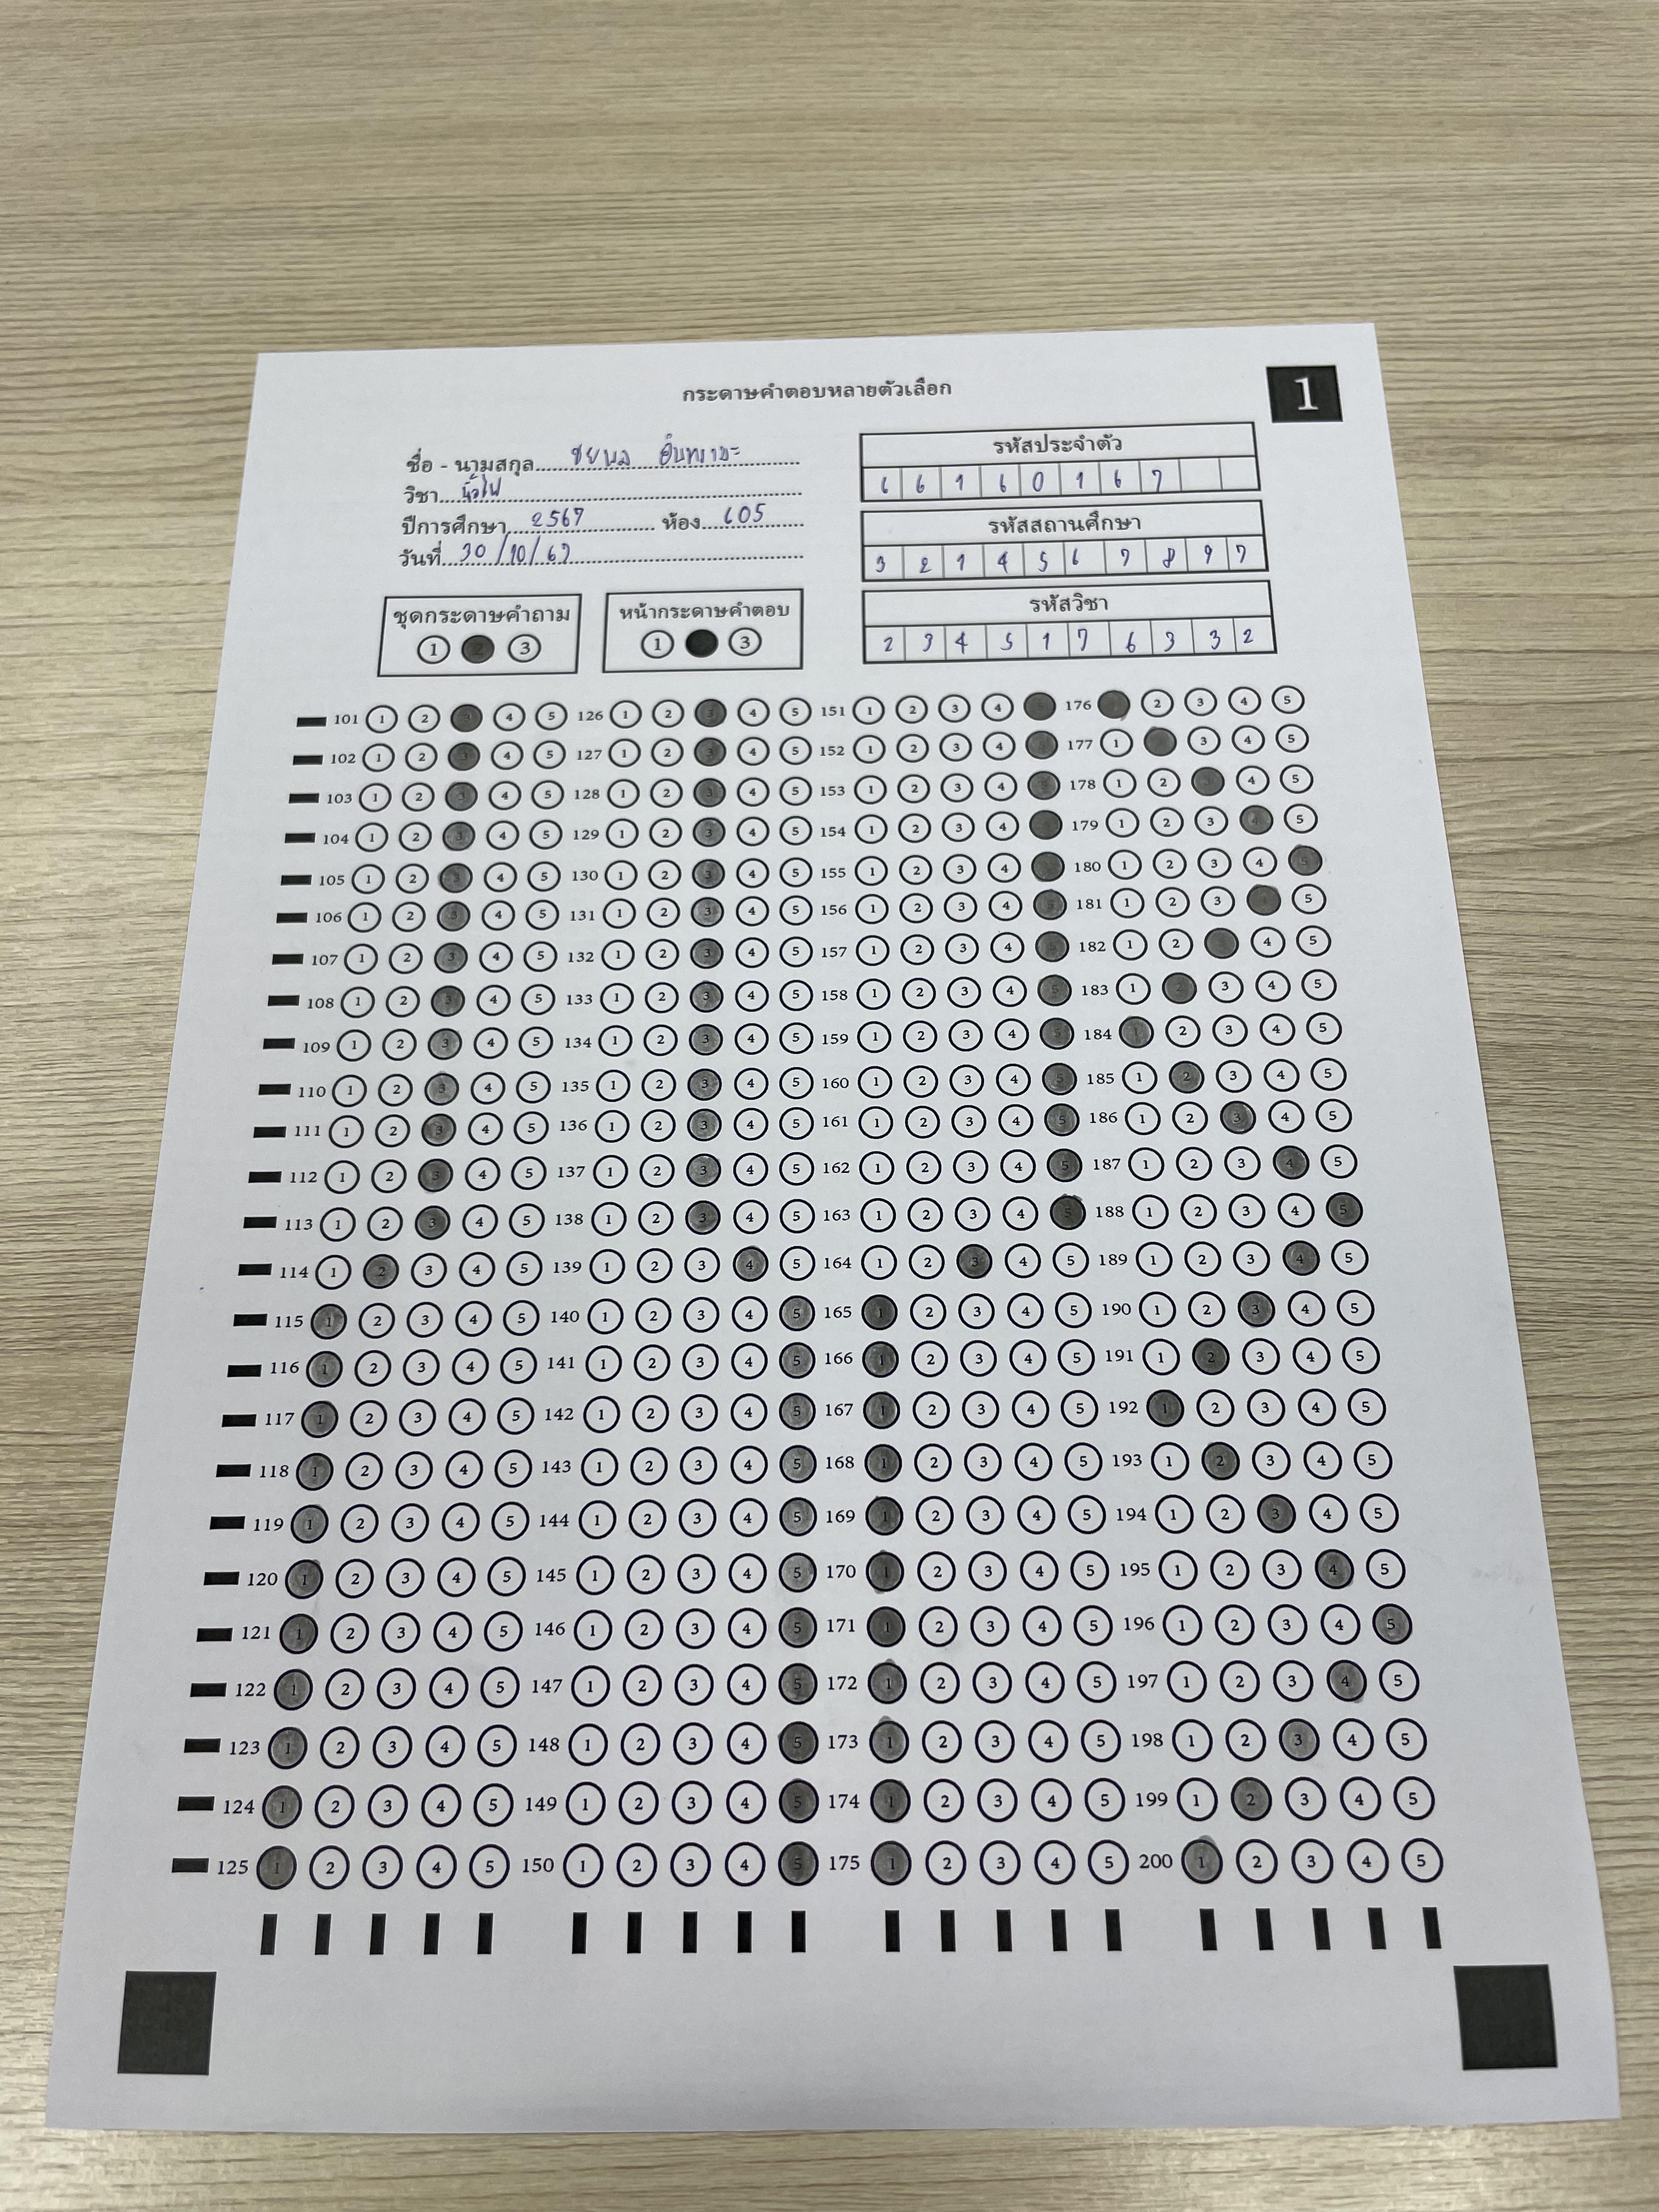 กระดาษคำตอบหลายตัวเลือก
1
ชื่อ - นามสกุล
วิชา
ปีการศึกษา 2567 ห้อง 605
วันที่ 30/10/67
รหัสประจำตัว
6 6 1 6 0 1 6 7
รหัสสถานศึกษา
3 2 1 4 5 6 7 8 9 7
รหัสวิชา
2 3 4 5 1 7 6 3 3 2
ชุดกระดาษคำถาม
1 2 3
หน้ากระดาษคำตอบ
1 3
101 1 2 3 4 5 126 1 2 3 4 5 151 1 2 3 4 176 2 3 4 5
102 1 2 3 4 5 127 1 2 3 4 5 152 1 2 3 4 177 1 3 4 5
103 1 2 3 4 5 128 1 2 3 4 5 153 1 2 3 4 5 178 1 2 3 4 5
104 1 2 3 4 5 129 1 2 3 4 5 154 1 2 3 4 179 1 2 3 4 5
105 1 2 3 4 5 130 1 2 3 4 5 155 1 2 3 4 180 1 2 3 4 5
106 1 2 3 4 5 131 1 2 3 4 5 156 1 2 3 4 5 181 1 2 3 4 5
107 1 2 3 4 5 132 1 2 3 4 5 157 1 2 3 4 5 182 1 2 3 4 5
108 1 2 3 4 5 133 1 2 3 4 5 158 1 2 3 4 5 183 1 2 3 4 5
109 1 2 3 4 5 134 1 2 3 4 5 159 1 2 3 4 5 184 1 2 3 4 5
110 1 2 3 4 5 135 1 2 3 4 5 160 1 2 3 4 5 185 1 2 3 4 5
111 1 2 3 4 5 136 1 2 3 4 5 161 1 2 3 4 5 186 1 2 3 4 5
112 1 2 3 4 5 137 1 2 3 4 5 162 1 2 3 4 5 187 1 2 3 4 5
113 1 2 3 4 5 138 1 2 3 4 5 163 1 2 3 4 5 188 1 2 3 4 5
114 1 2 3 4 5 139 1 2 3 4 5 164 1 2 3 4 5 189 1 2 3 4 5
115 1 2 3 4 5 140 1 2 3 4 5 165 1 2 3 4 5 190 1 2 3 4 5
116 1 2 3 4 5 141 1 2 3 4 5 166 1 2 3 4 5 191 1 2 3 4 5
117 1 2 3 4 5 142 1 2 3 4 5 167 1 2 3 4 5 192 1 2 3 4 5
118 1 2 3 4 5 143 1 2 3 4 5 168 1 2 3 4 5 193 1 2 3 4 5
119 1 2 3 4 5 144 1 2 3 4 5 169 1 2 3 4 5 194 1 2 3 4 5
120 1 2 3 4 5 145 1 2 3 4 5 170 1 2 3 4 5 195 1 2 3 4 5
121 1 2 3 4 5 146 1 2 3 4 5 171 1 2 3 4 5 196 1 2 3 4 5
122 1 2 3 4 5 147 1 2 3 4 5 172 1 2 3 4 5 197 1 2 3 4 5
123 1 2 3 4 5 148 1 2 3 4 5 173 1 2 3 4 5 198 1 2 3 4 5
124 1 2 3 4 5 149 1 2 3 4 5 174 1 2 3 4 5 199 1 2 3 4 5
125 1 2 3 4 5 150 1 2 3 4 5 175 1 2 3 4 5 200 1 2 3 4 5